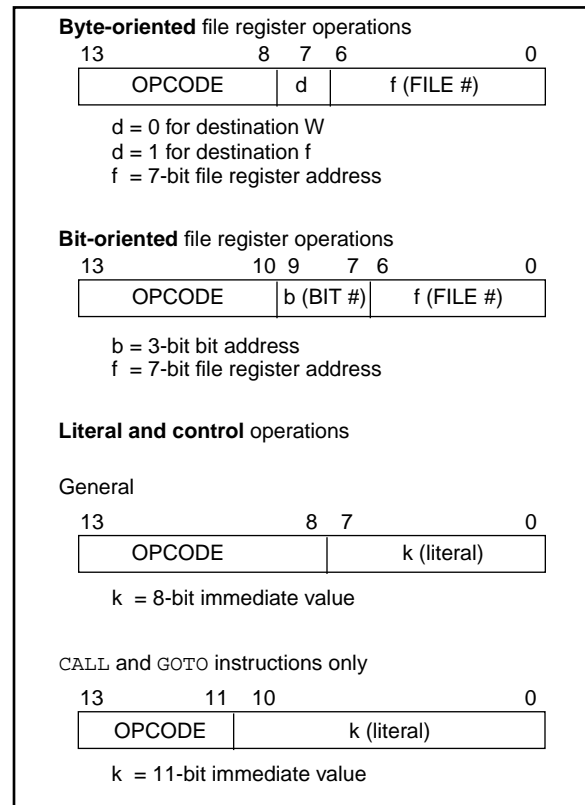 Byte-oriented file register operations
13 8 7 6 0
OPCODE d f (FILE #)
d = 0 for destination W
d = 1 for destination f
f = 7-bit file register address
Bit-oriented file register operations
13 10 9 7 6 0
OPCODE b (BIT #) f (FILE #)
b = 3-bit bit address
f = 7-bit file register address
Literal and control operations
General
13 8 7 0
OPCODE k (literal)
k = 8-bit immediate value
CALL and GOTO instructions only
13 11 10 0
OPCODE k (literal)
k = 11-bit immediate value